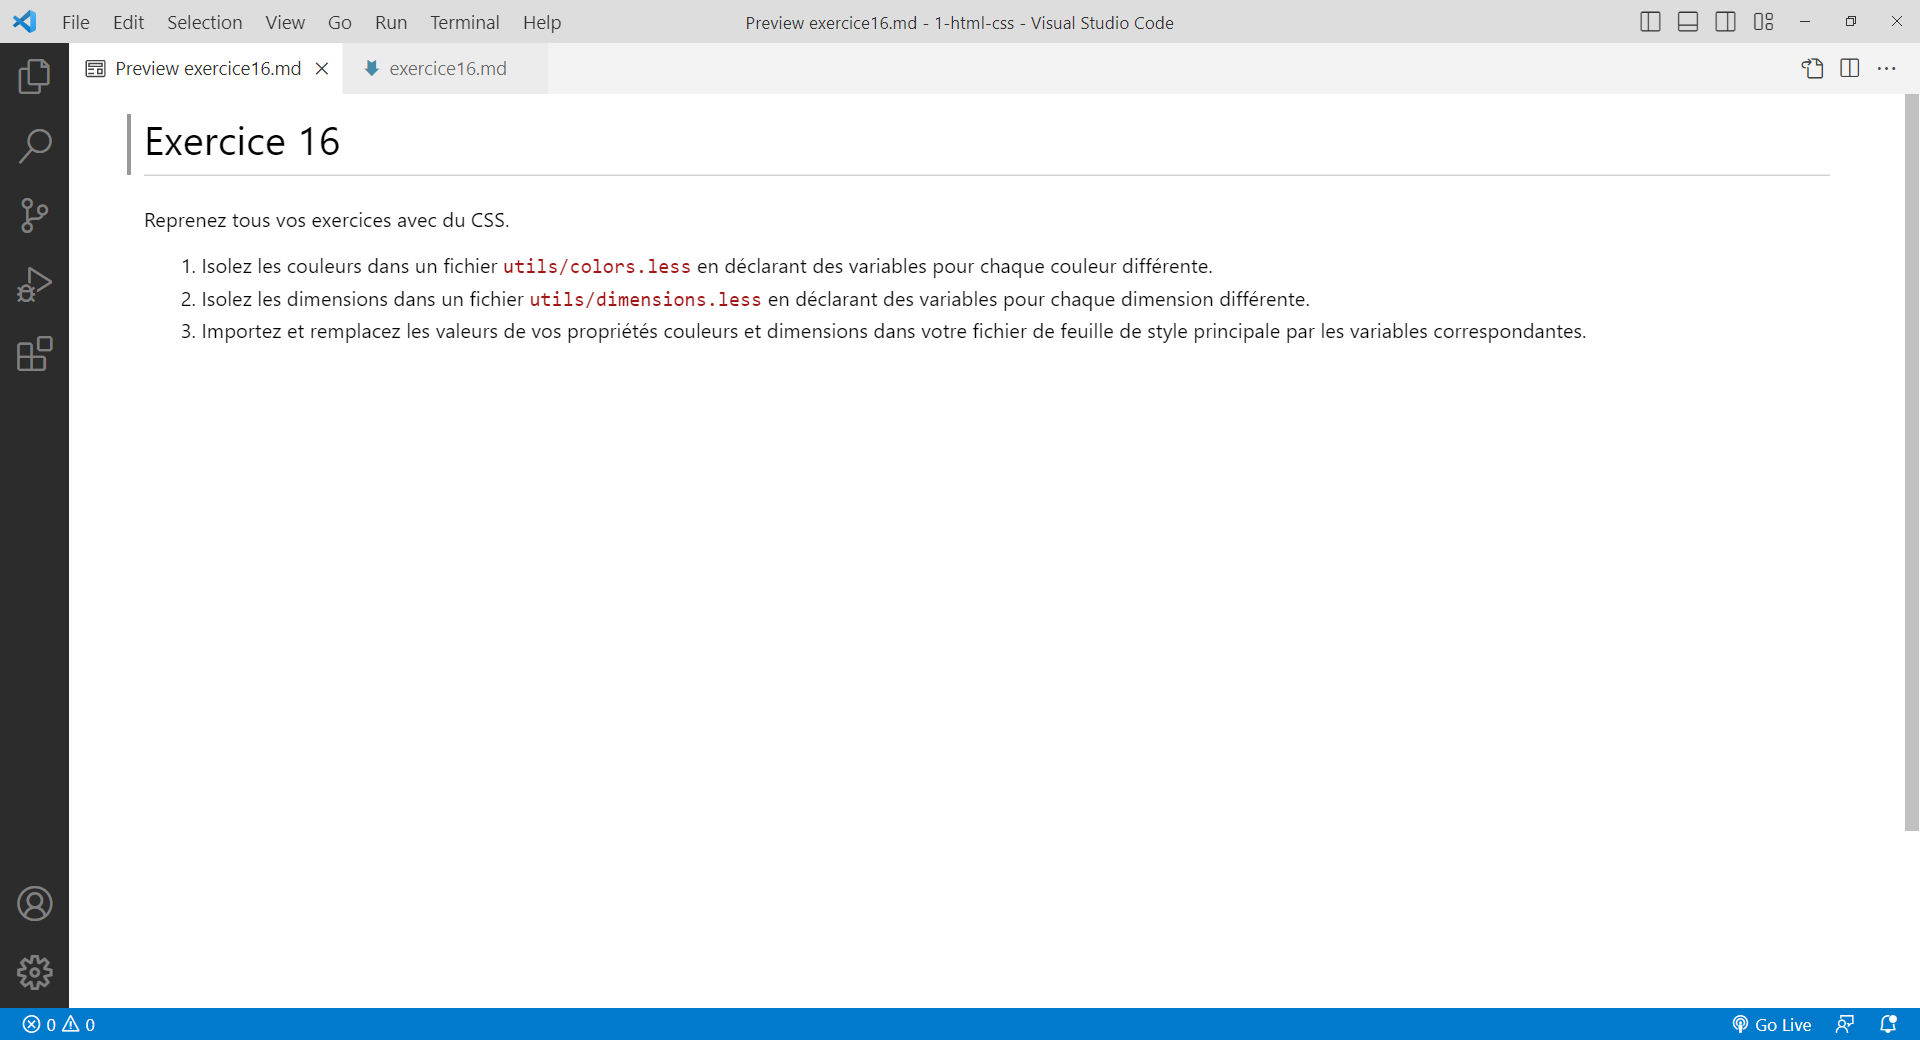 File Edit Selection View Go Run Terminal Help Preview exercice16.md - 1-html-css - Visual Studio Code
Preview exercice16.md exercice16.md
Exercice 16
Reprenez tous vos exercices avec du CSS.
1. Isolez les couleurs dans un fichier utils/colors.less en déclarant des variables pour chaque couleur différente.
2. Isolez les dimensions dans un fichier utils/dimensions.less en déclarant des variables pour chaque dimension différente.
3. Importez et remplacez les valeurs de vos propriétés couleurs et dimensions dans votre fichier de feuille de style principale par les variables correspondantes.
0 0 Go Live